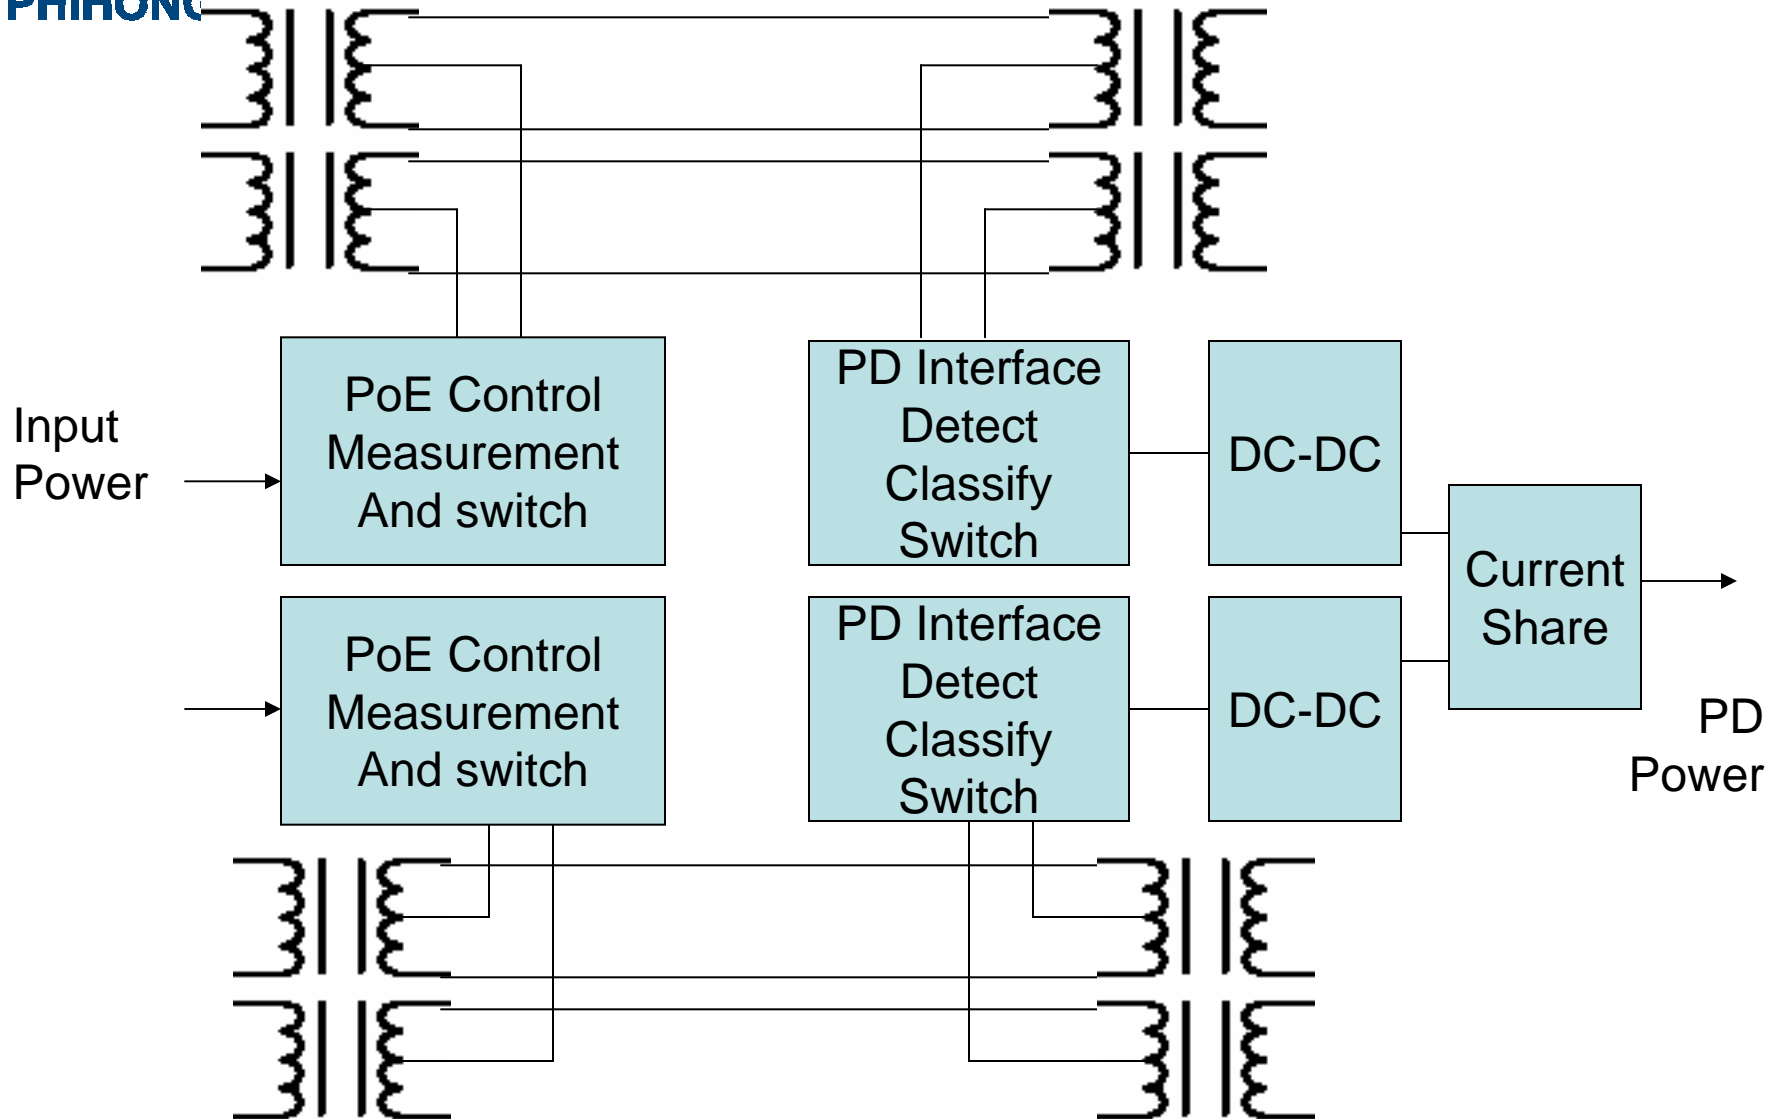 PHIHONG
Input
Power
PoE Control
Measurement
And switch
PD Interface
Detect
Classify
Switch
DC-DC
Current
Share
PoE Control
Measurement
And switch
PD Interface
Detect
Classify
Switch
DC-DC
PD
Power